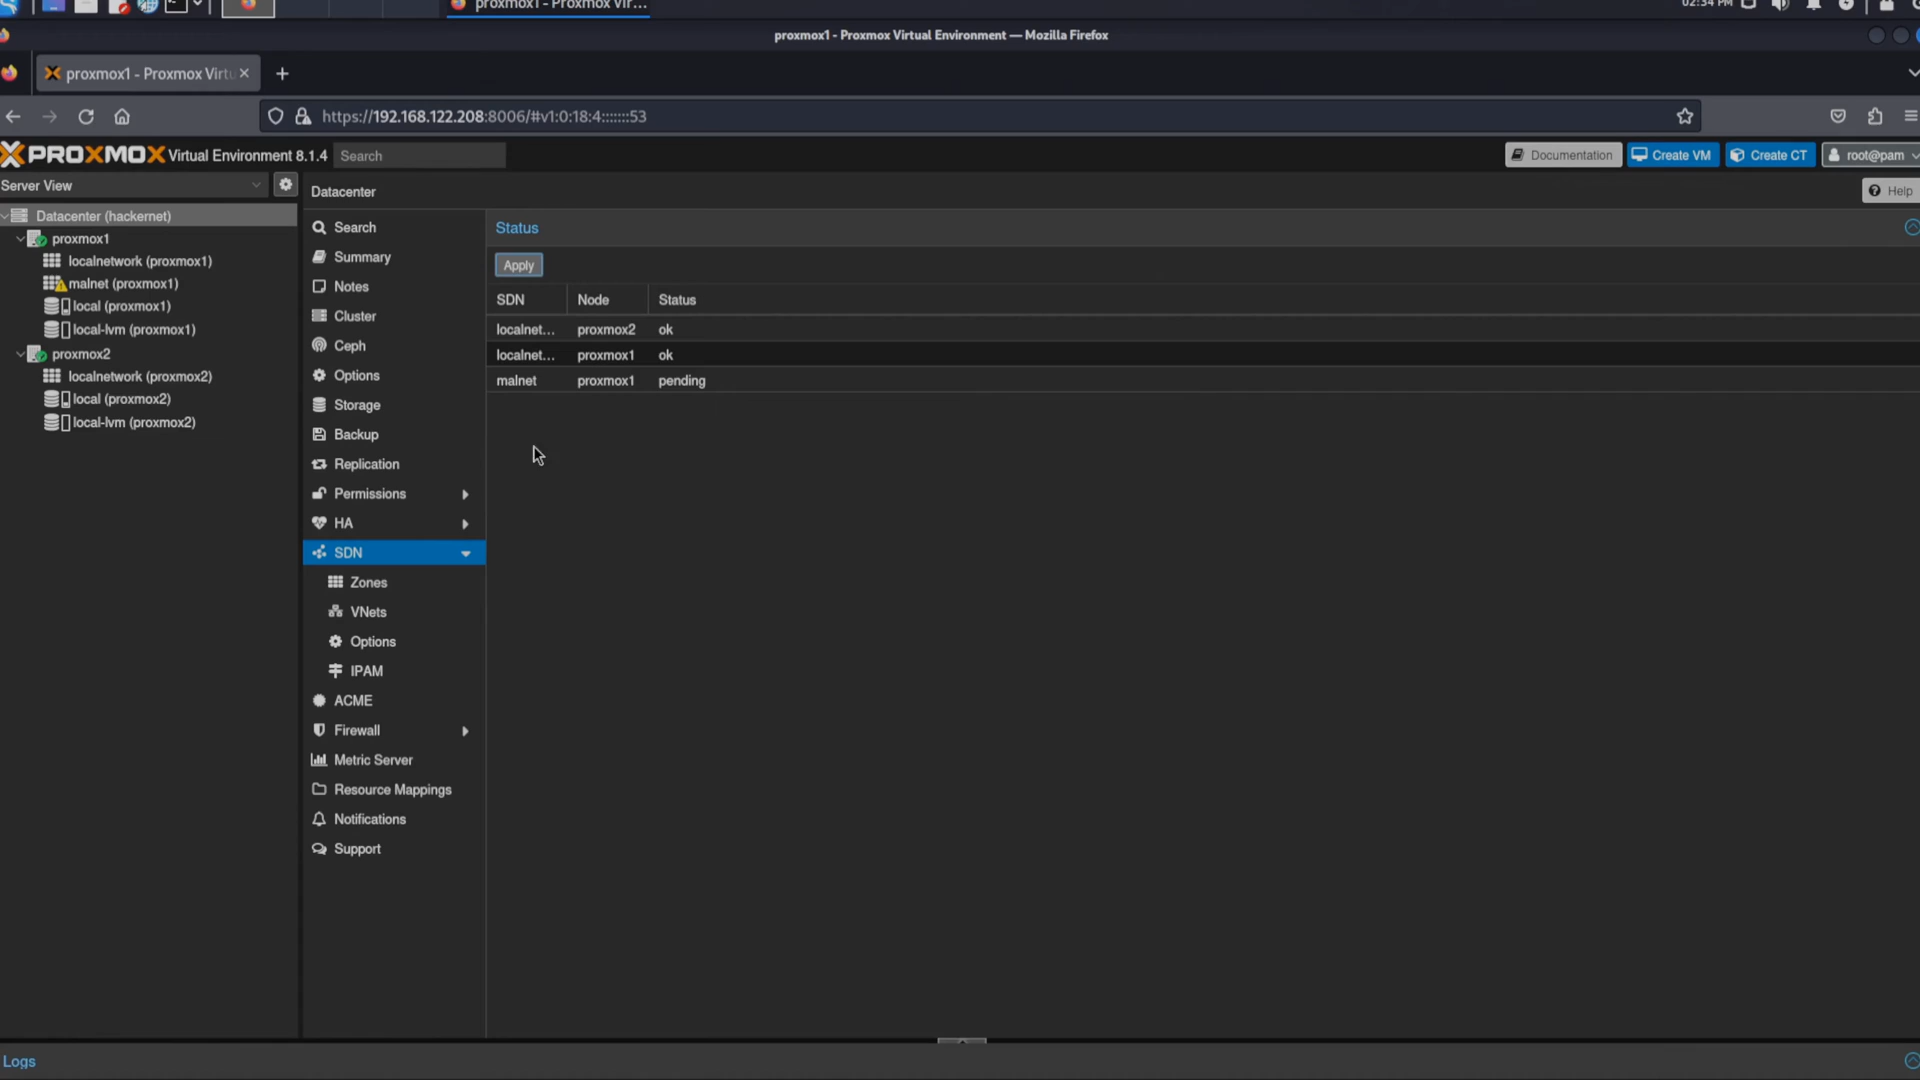 proxmox1 - Proxmox Vir...
02:34 PM
proxmox1 - Proxmox Virtual Environment — Mozilla Firefox
proxmox1 - Proxmox Virtu
https://192.168.122.208:8006/#v1:0:18:4:::::::53
PROXMOX Virtual Environment 8.1.4
Search
Documentation
Create VM
Create CT
root@pam
Server View
Datacenter
Help
Datacenter (hackernet)
proxmox1
localnetwork (proxmox1)
malnet (proxmox1)
local (proxmox1)
local-lvm (proxmox1)
proxmox2
localnetwork (proxmox2)
local (proxmox2)
local-lvm (proxmox2)
Search
Summary
Notes
Cluster
Ceph
Options
Storage
Backup
Replication
Permissions
HA
SDN
Zones
VNets
Options
IPAM
ACME
Firewall
Metric Server
Resource Mappings
Notifications
Support
Status
Apply
SDN Node Status
localnet... proxmox2 ok
localnet... proxmox1 ok
malnet proxmox1 pending
Logs